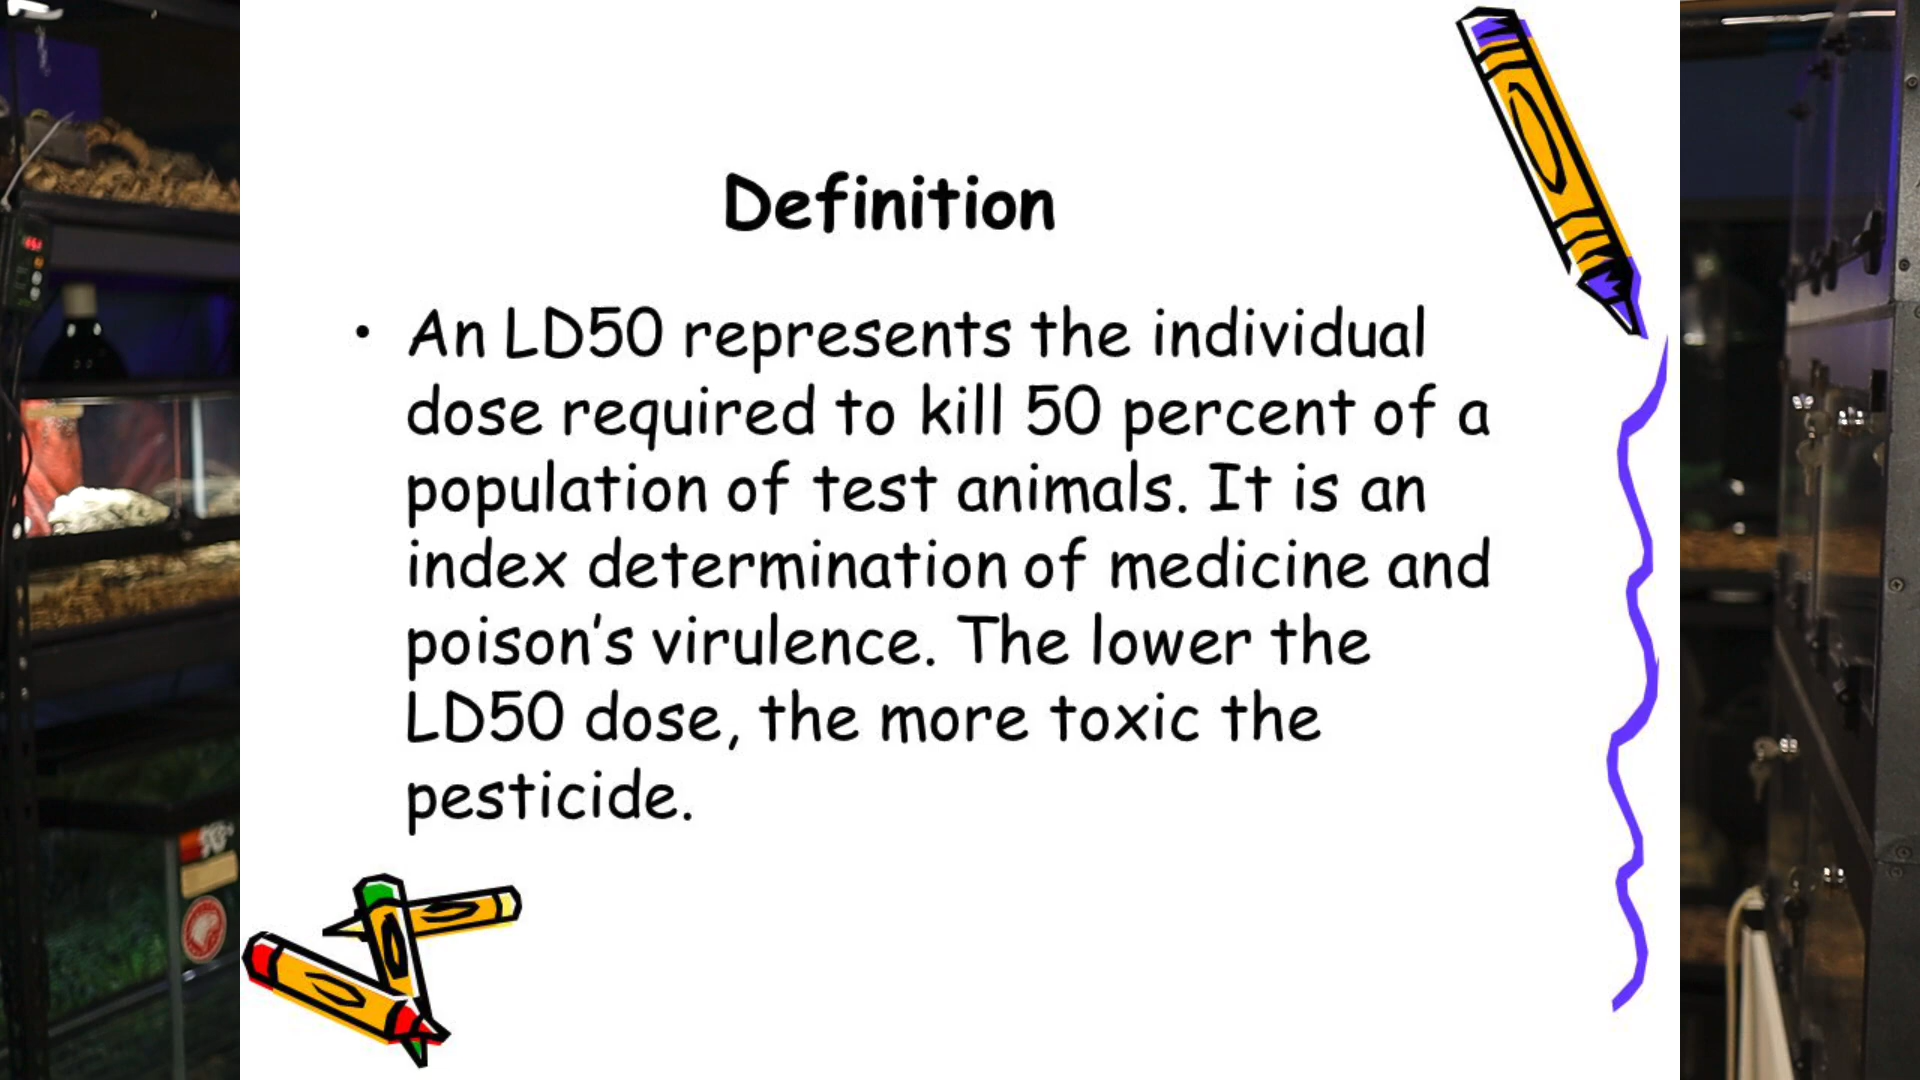 Definition
• An LD50 represents the individual
dose required to kill 50 percent of a
population of test animals. It is an
index determination of medicine and
poison’s virulence. The lower the
LD50 dose, the more toxic the
pesticide.